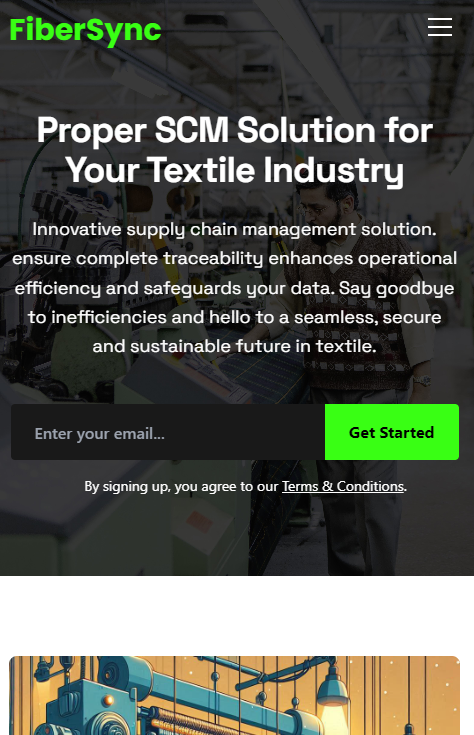 FiberSync
Proper SCM Solution for
Your Textile Industry
Innovative supply chain management solution.
ensure complete traceability enhances operational
efficiency and safeguards your data. Say goodbye
to inefficiencies and hello to a seamless, secure
and sustainable future in textile.
Enter your email...
Get Started
By signing up, you agree to our Terms & Conditions.